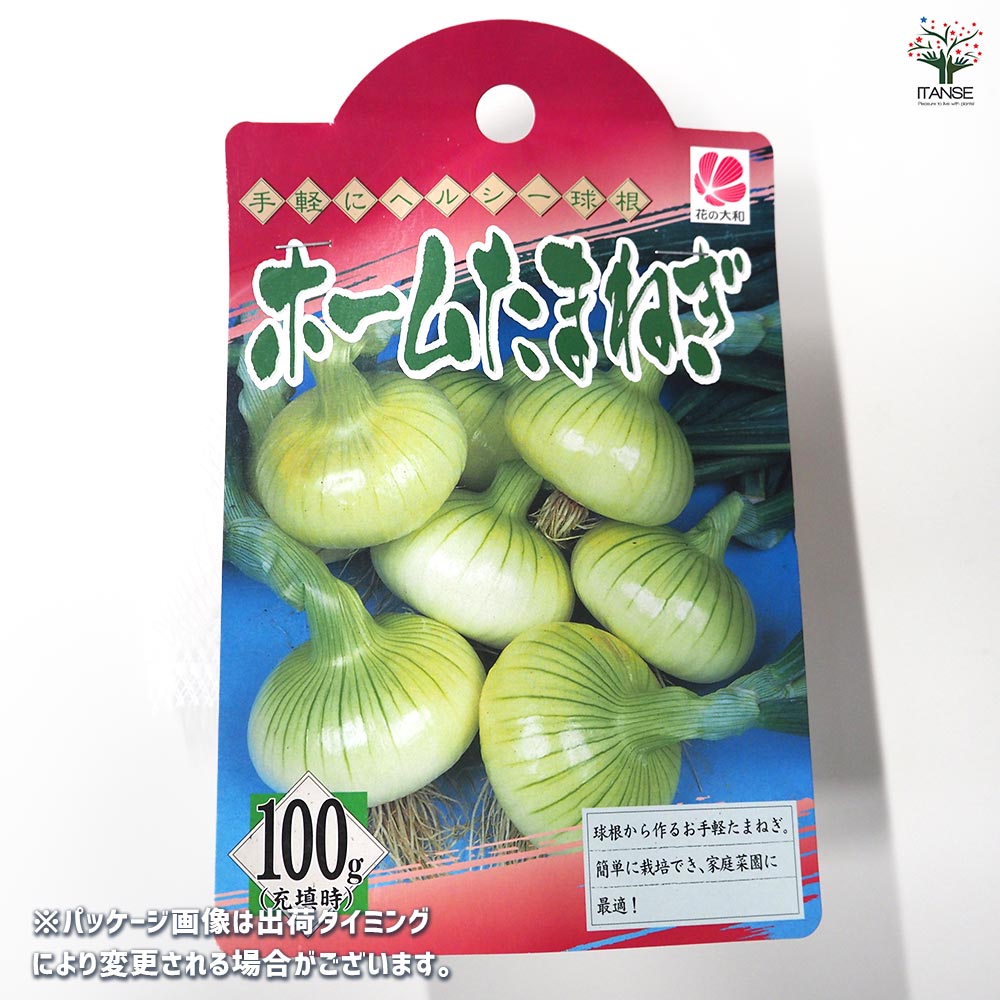 ITANSE
Pleasure to live with plants!
花の大和
手軽にヘルシー球根
ホームたまねぎ
100g
(充填時)
球根から作るお手軽たまねぎ。
簡単に栽培でき、家庭菜園に
最適！
※パッケージ画像は出荷タイミング
により変更される場合がございます。